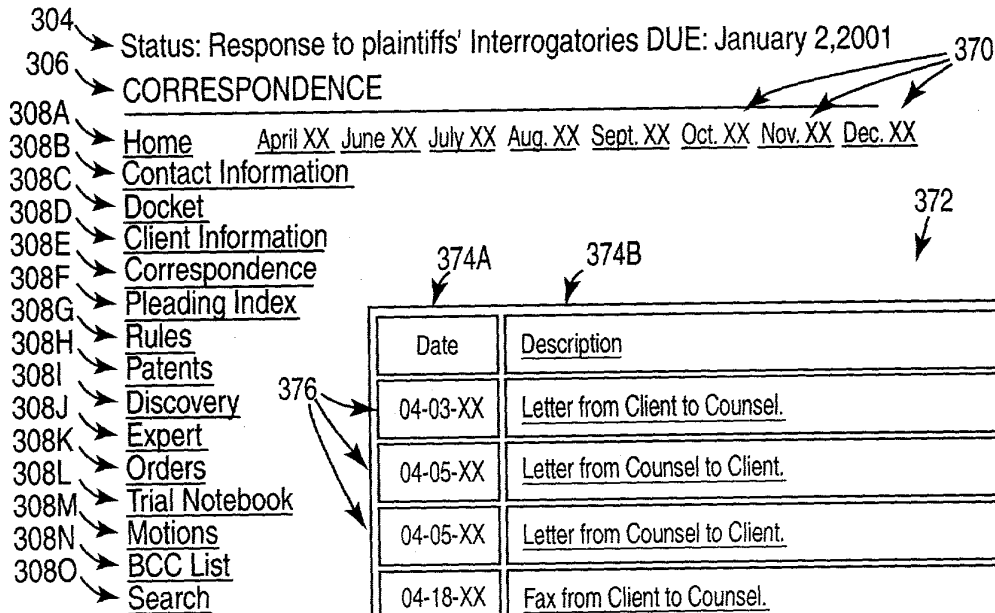 304
Status: Response to plaintiffs' Interrogatories DUE: January 2,2001
370
306
CORRESPONDENCE
308A
Home April XX June XX July XX Aug. XX Sept. XX Oct. XX Nov. XX Dec. XX
308B
Contact Information
308C
Docket
372
308D
Client Information
308E
Correspondence
374A 374B
308F
Pleading Index
308G
Rules
308H
Patents
Date Description
308I
Discovery
376
04-03-XX Letter from Client to Counsel.
308J
Expert
308K
Orders
04-05-XX Letter from Counsel to Client.
308L
Trial Notebook
308M
Motions
04-05-XX Letter from Counsel to Client.
308N
BCC List
308O
Search
04-18-XX Fax from Client to Counsel.